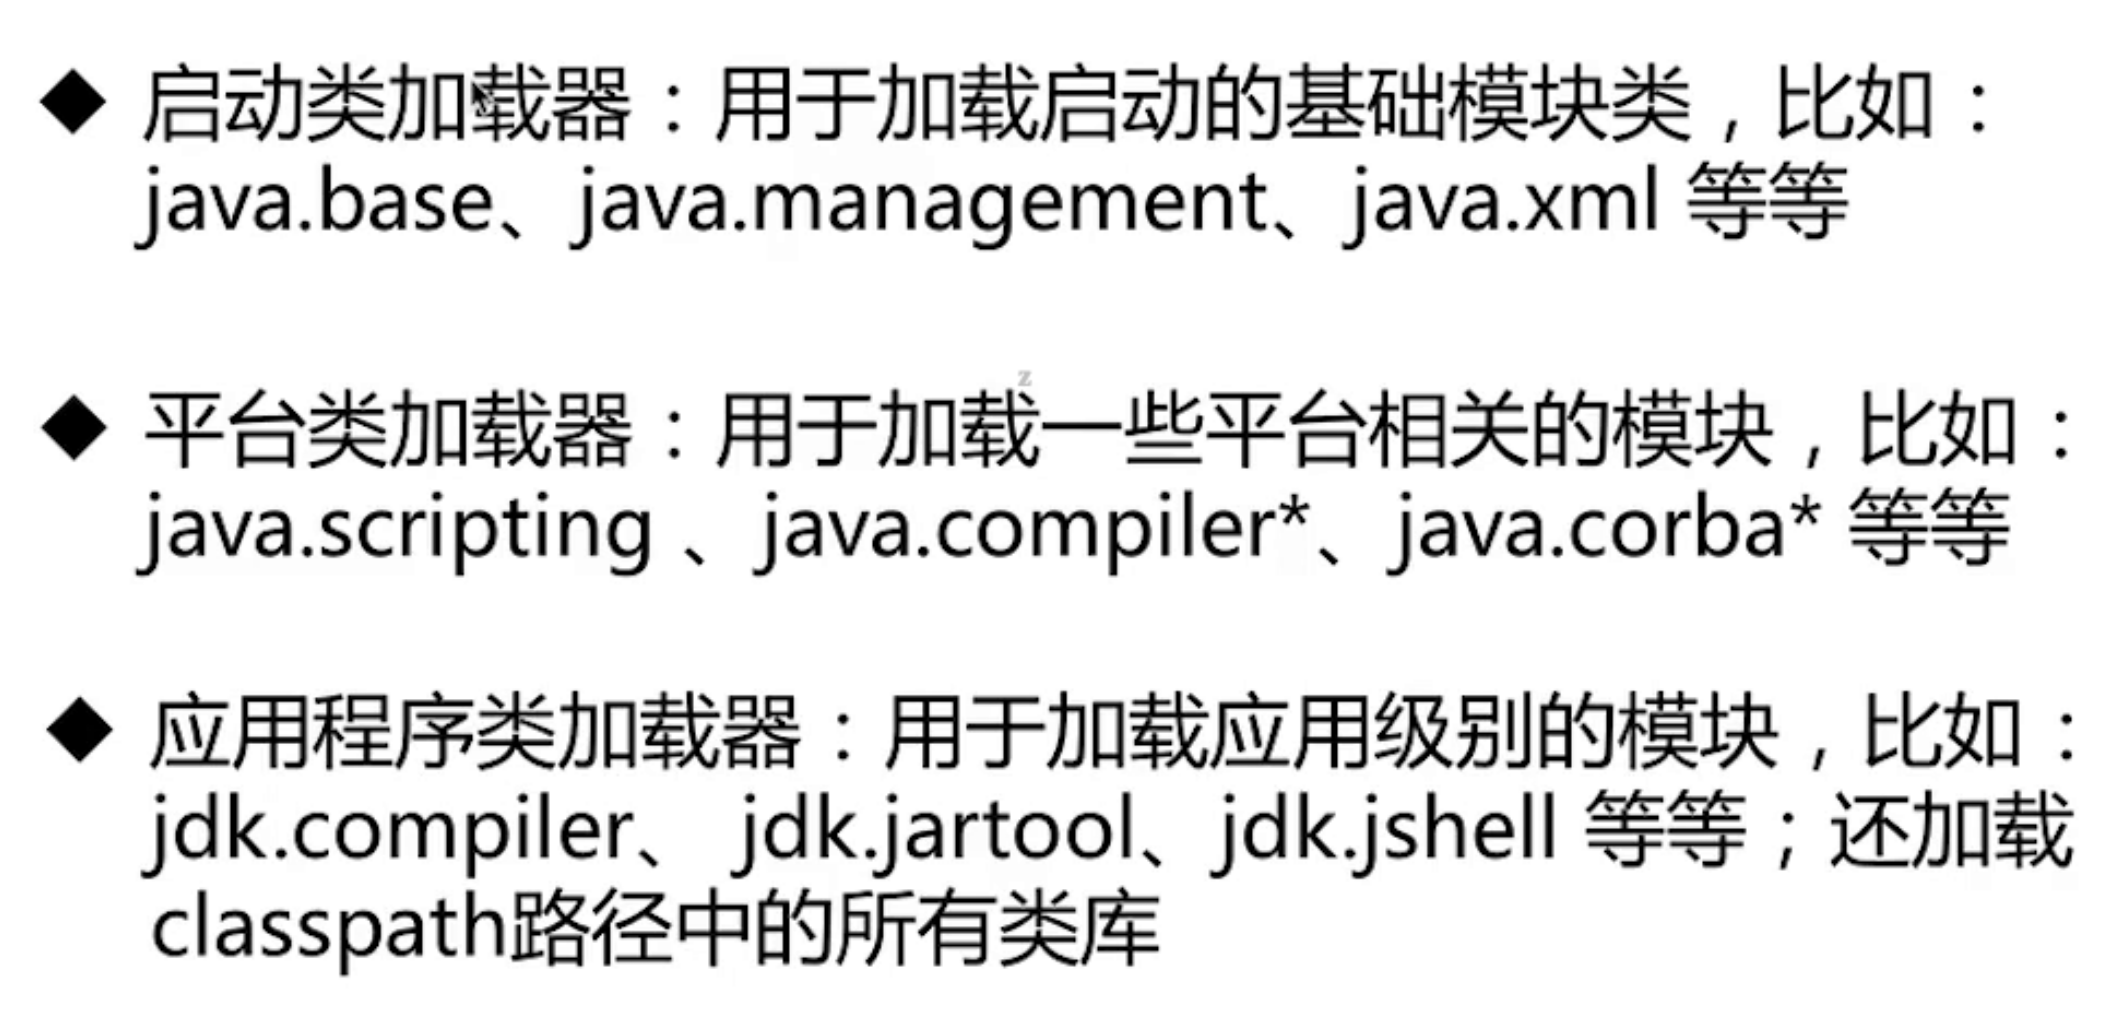 ◆ 启动类加载器：用于加载启动的基础模块类，比如：
java.base、java.management、java.xml 等等
z
◆ 平台类加载器：用于加载一些平台相关的模块，比如：
java.scripting 、java.compiler*、java.corba* 等等
◆ 应用程序类加载器：用于加载应用级别的模块，比如：
jdk.compiler、 jdk.jartool、jdk.jshell 等等；还加载
classpath路径中的所有类库